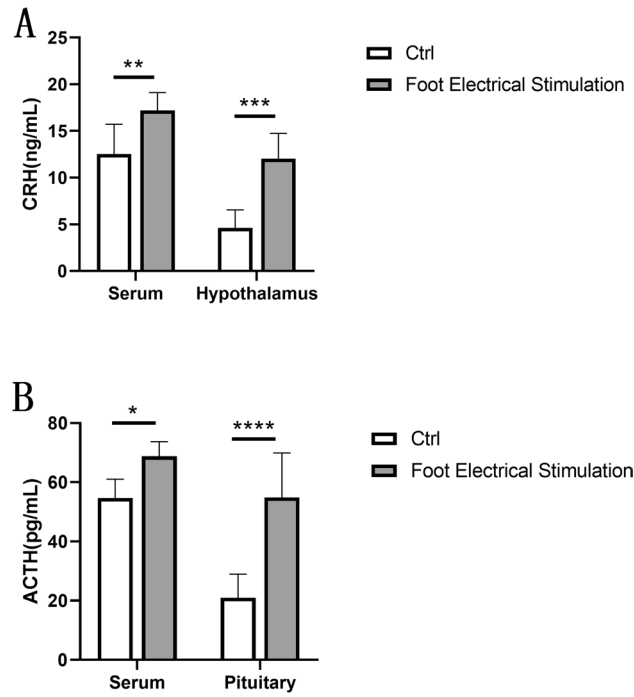 A
CRH(ng/mL)
25
20
15
10
5
0
**
***
Serum
Hypothalamus
Ctrl
Foot Electrical Stimulation
B
ACTH(pg/mL)
80
60
40
20
0
*
****
Serum
Pituitary
Ctrl
Foot Electrical Stimulation